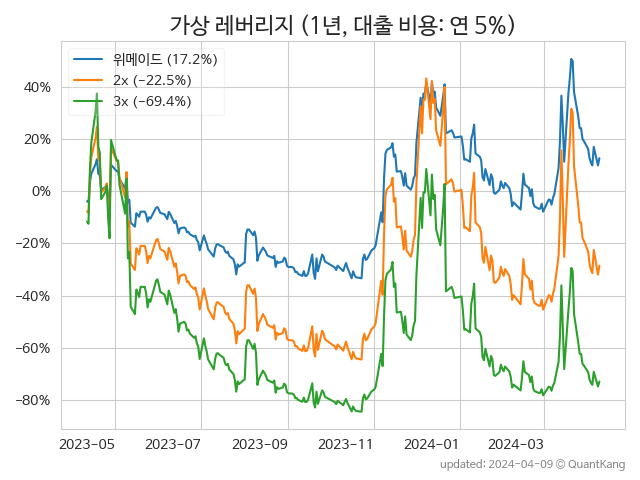 가상 레버리지 (1년, 대출 비용: 연 5%)
위메이드 (17.2%)
2x (−22.5%)
3x (−69.4%)
40%
20%
0%
−20%
−40%
−60%
−80%
2023-05
2023-07
2023-09
2023-11
2024-01
2024-03
updated: 2024-04-09 © QuantKang